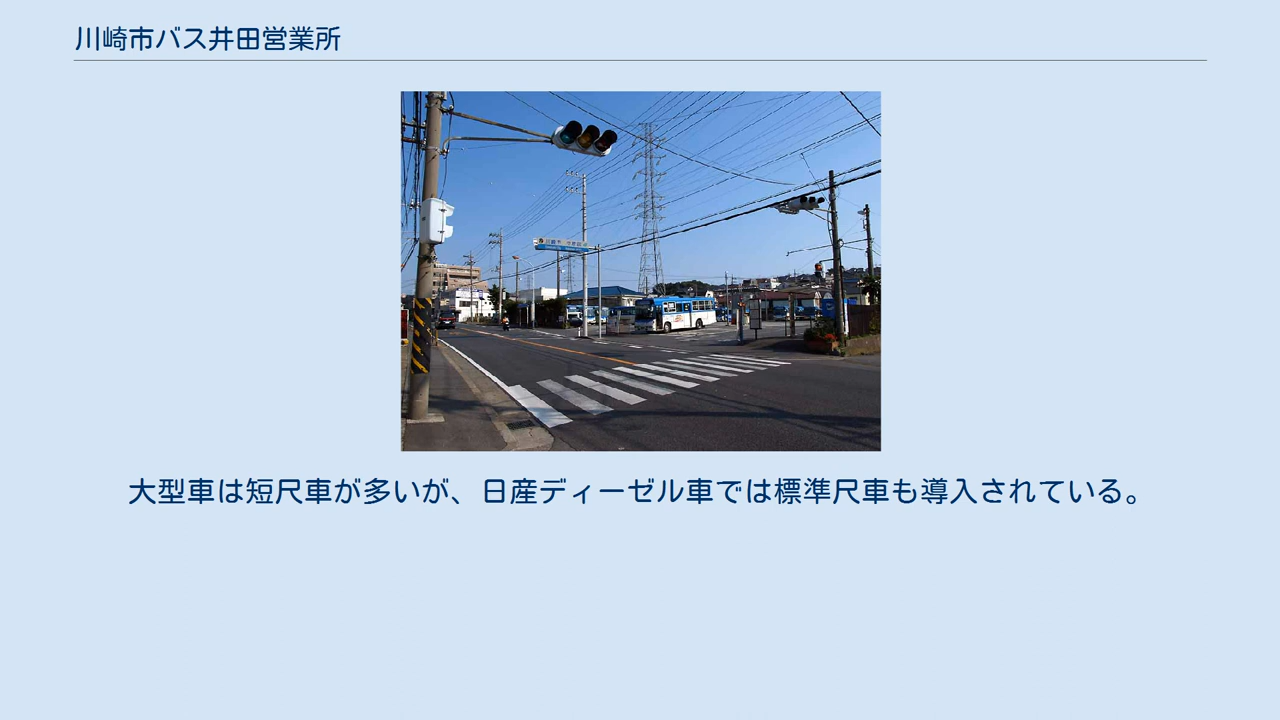 川崎市バス井田営業所
大型車は短尺車が多いが、日産ディーゼル車では標準尺車も導入されている。